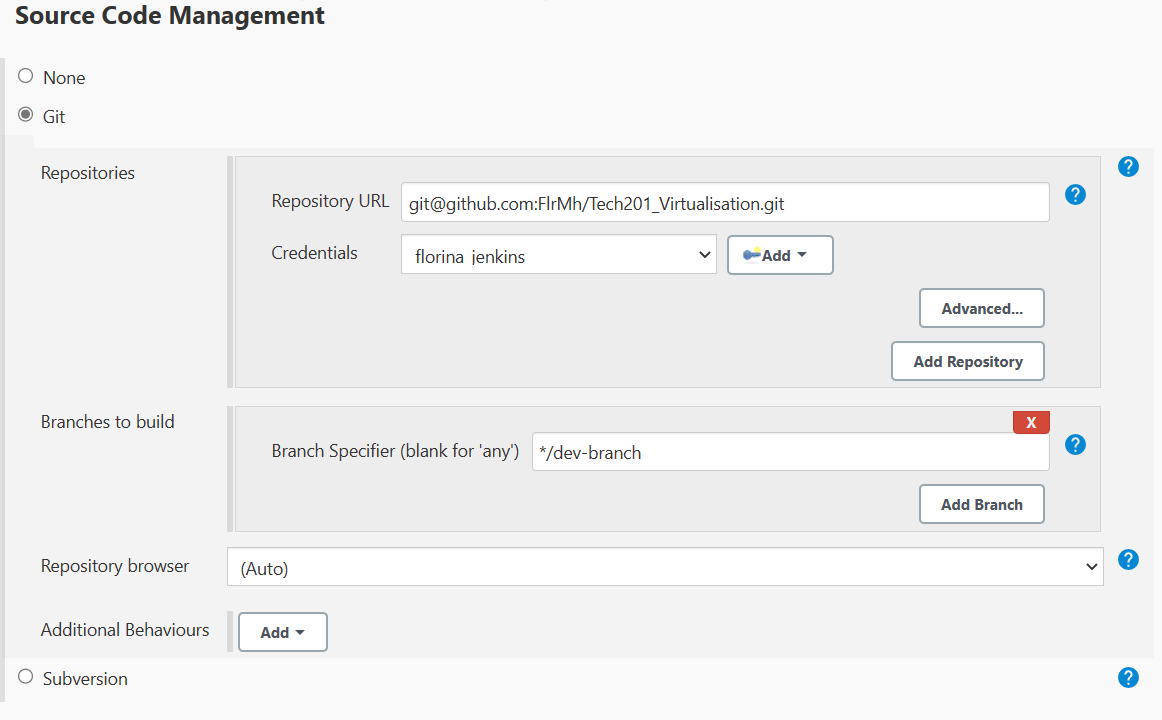 Source Code Management
None
Git
Repositories
?
Repository URL git@github.com:FlrMh/Tech201_Virtualisation.git ?
Credentials florina jenkins Add
Advanced...
Add Repository
Branches to build
X
Branch Specifier (blank for 'any') */dev-branch ?
Add Branch
Repository browser (Auto) ?
Additional Behaviours Add
Subversion ?